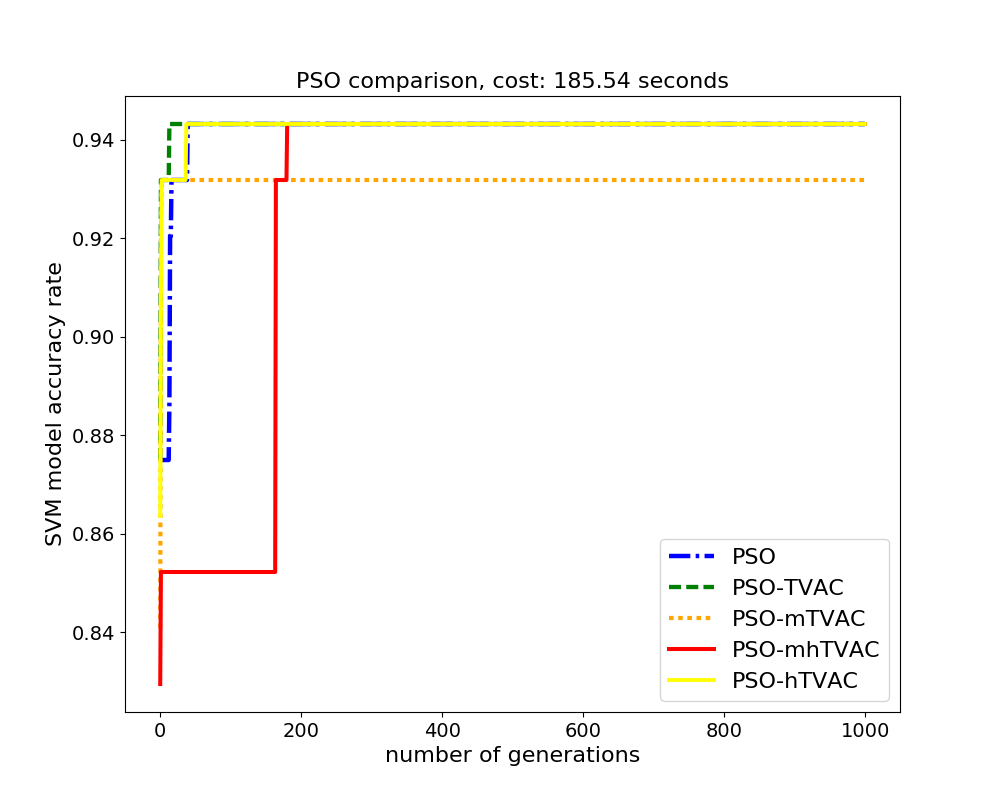 PSO comparison, cost: 185.54 seconds
SVM model accuracy rate
0.94
0.92
0.90
0.88
0.86
0.84
0
200
400
600
800
1000
number of generations
PSO
PSO-TVAC
PSO-mTVAC
PSO-mhTVAC
PSO-hTVAC